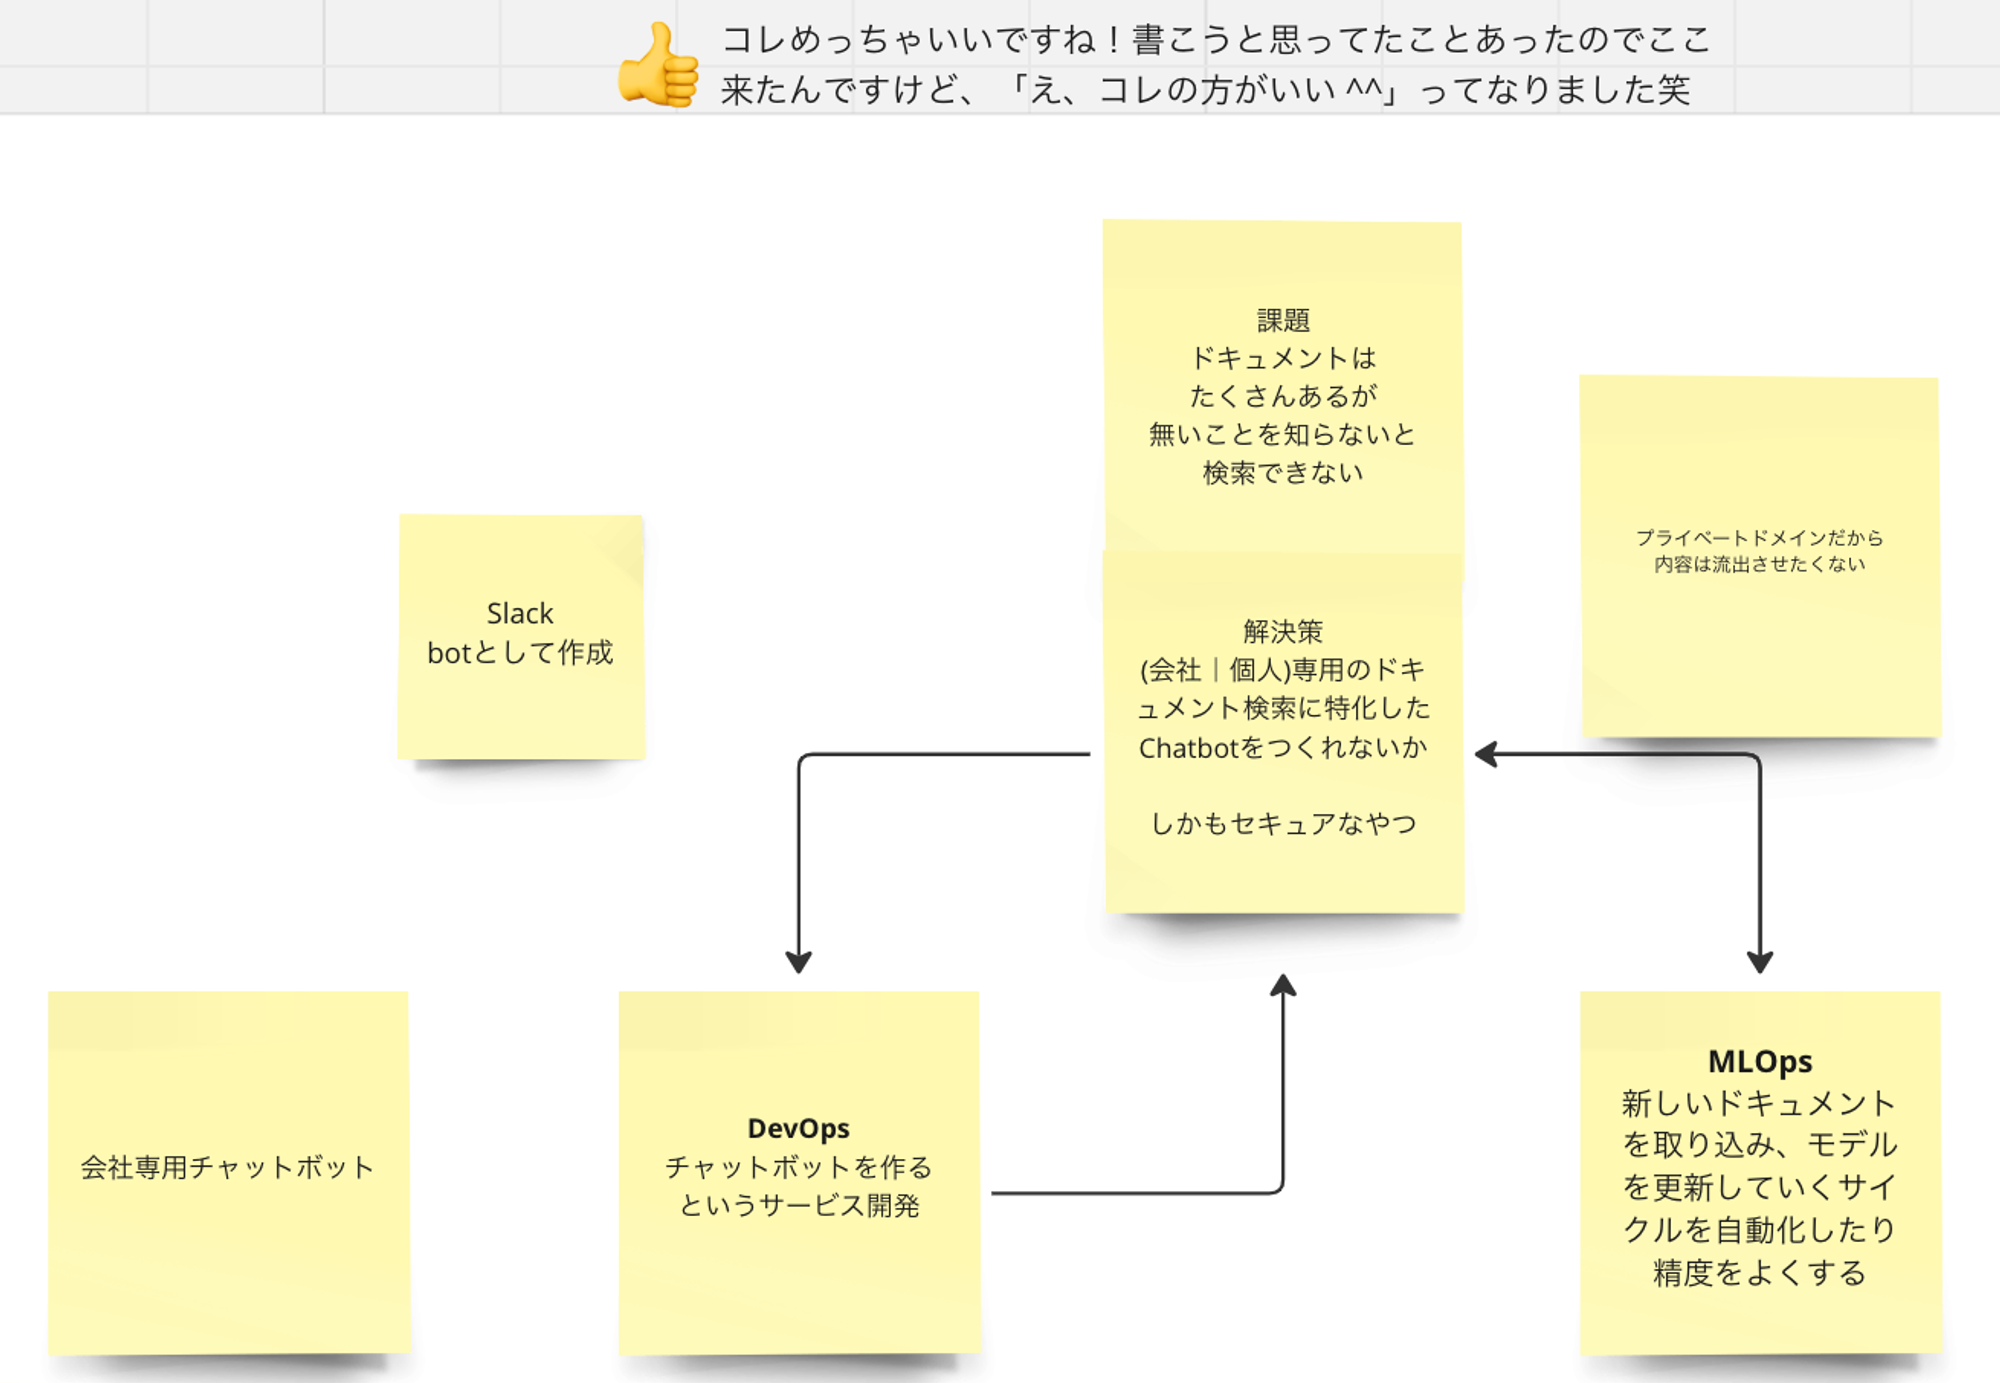 コレめっちゃいいですね！書こうと思ってたことあったのでここ
来たんですけど、「え、コレの方がいい ^^」ってなりました笑
課題
ドキュメントは
たくさんあるが
無いことを知らないと
検索できない
プライベートドメインだから
内容は流出させたくない
Slack
botとして作成
解決策
(会社｜個人)専用のドキ
ュメント検索に特化した
Chatbotをつくれないか
しかもセキュアなやつ
会社専用チャットボット
DevOps
チャットボットを作る
というサービス開発
MLOps
新しいドキュメント
を取り込み、モデル
を更新していくサイ
クルを自動化したり
精度をよくする